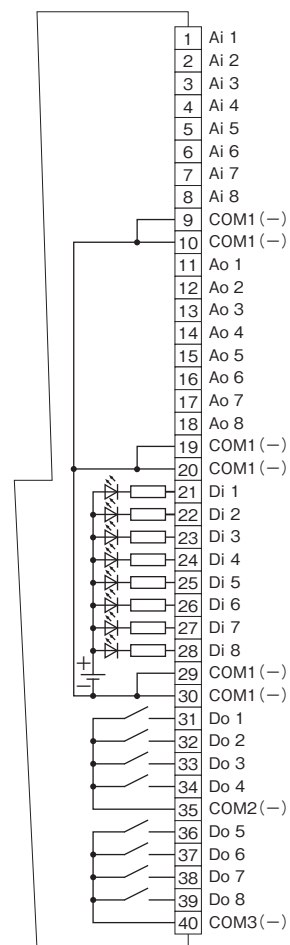 1 Ai 1
2 Ai 2
3 Ai 3
4 Ai 4
5 Ai 5
6 Ai 6
7 Ai 7
8 Ai 8
9 COM1(−)
10 COM1(−)
11 Ao 1
12 Ao 2
13 Ao 3
14 Ao 4
15 Ao 5
16 Ao 6
17 Ao 7
18 Ao 8
19 COM1(−)
20 COM1(−)
21 Di 1
22 Di 2
23 Di 3
24 Di 4
25 Di 5
26 Di 6
27 Di 7
28 Di 8
+
29 COM1(−)
−
30 COM1(−)
31 Do 1
32 Do 2
33 Do 3
34 Do 4
35 COM2(−)
36 Do 5
37 Do 6
38 Do 7
39 Do 8
40 COM3(−)